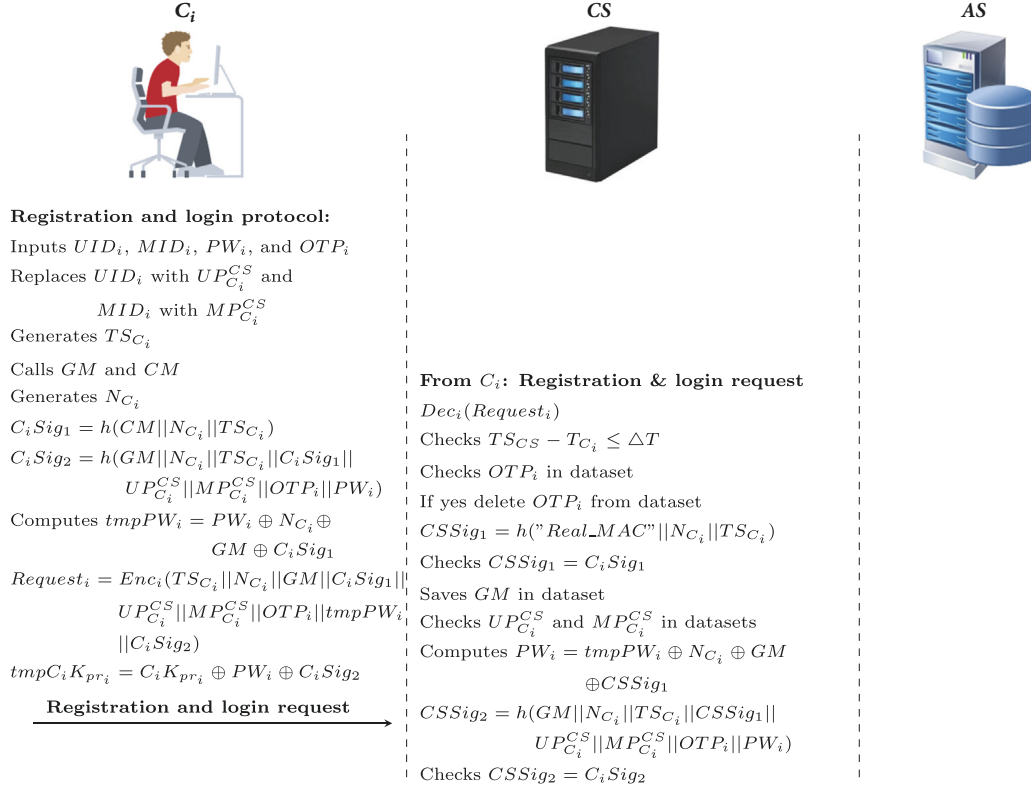 C_i
CS
AS
Registration and login protocol:
Inputs UID_i, MID_i, PW_i, and OTP_i
Replaces UID_i with UP_{C_i}^{CS} and
MID_i with MP_{C_i}^{CS}
Generates TS_{C_i}
Calls GM and CM
Generates N_{C_i}
C_iSig_1 = h(CM||N_{C_i}||TS_{C_i})
C_iSig_2 = h(GM||N_{C_i}||TS_{C_i}||C_iSig_1||
UP_{C_i}^{CS}||MP_{C_i}^{CS}||OTP_i||PW_i)
Computes tmpPW_i = PW_i ⊕ N_{C_i}⊕
GM ⊕ C_iSig_1
Request_i = Enc_i(TS_{C_i}||N_{C_i}||GM||C_iSig_1||
UP_{C_i}^{CS}||MP_{C_i}^{CS}||OTP_i||tmpPW_i
||C_iSig_2)
tmpC_iK_{pr_i} = C_iK_{pr_i} ⊕ PW_i ⊕ C_iSig_2
Registration and login request
From C_i: Registration & login request
Dec_i(Request_i)
Checks TS_{CS} − T_{C_i} ≤ △T
Checks OTP_i in dataset
If yes delete OTP_i from dataset
CSSig_1 = h("Real_MAC"||N_{C_i}||TS_{C_i})
Checks CSSig_1 = C_iSig_1
Saves GM in dataset
Checks UP_{C_i}^{CS} and MP_{C_i}^{CS} in datasets
Computes PW_i = tmpPW_i ⊕ N_{C_i} ⊕ GM
⊕CSSig_1
CSSig_2 = h(GM||N_{C_i}||TS_{C_i}||CSSig_1||
UP_{C_i}^{CS}||MP_{C_i}^{CS}||OTP_i||PW_i)
Checks CSSig_2 = C_iSig_2